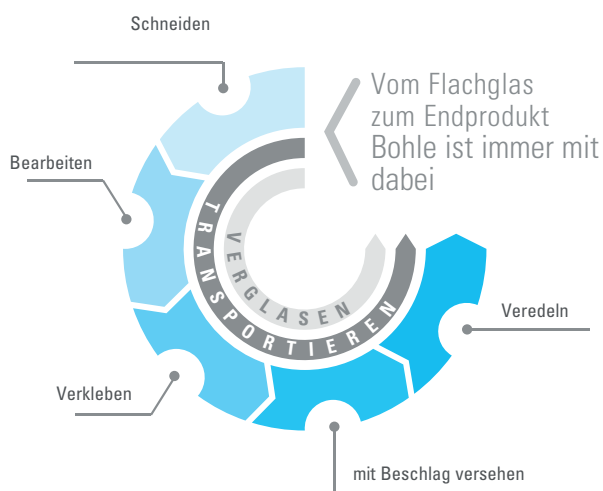 Schneiden
Vom Flachglas
zum Endprodukt
Bohle ist immer mit
dabei
Bearbeiten
TRANSPORTIEREN
VERGLASEN
Veredeln
Verkleben
mit Beschlag versehen